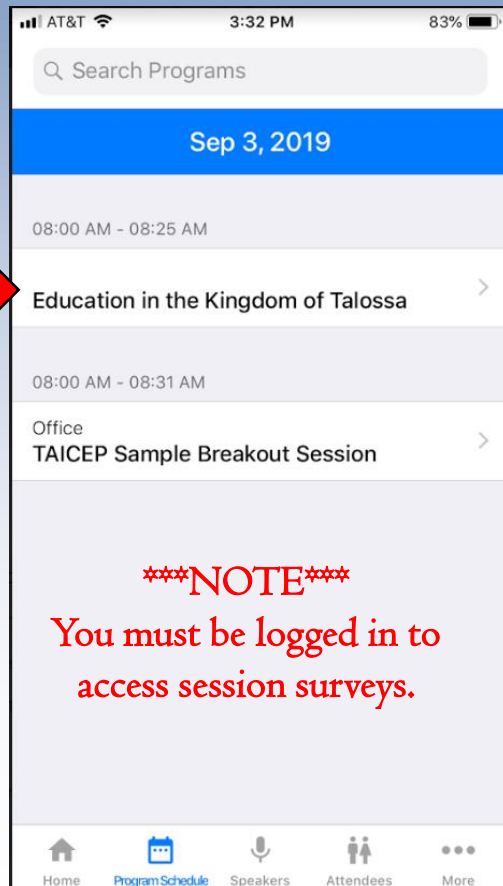 AT&T 3:32 PM 83%
Search Programs
Sep 3, 2019
08:00 AM - 08:25 AM
Education in the Kingdom of Talossa
08:00 AM - 08:31 AM
Office
TAICEP Sample Breakout Session
***NOTE***
You must be logged in to
access session surveys.
Home Program Schedule Speakers Attendees More